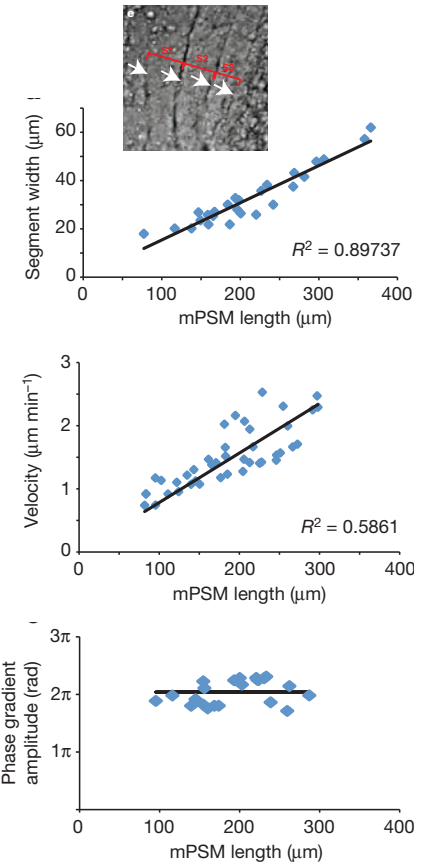 e
S1
S2
S3
Segment width (μm)
60
40
20
0
R² = 0.89737
0
100
200
300
400
mPSM length (μm)
Velocity (μm min⁻¹)
3
2
1
0
R² = 0.5861
0
100
200
300
400
mPSM length (μm)
Phase gradient
amplitude (rad)
3π
2π
1π
0
100
200
300
400
mPSM length (μm)